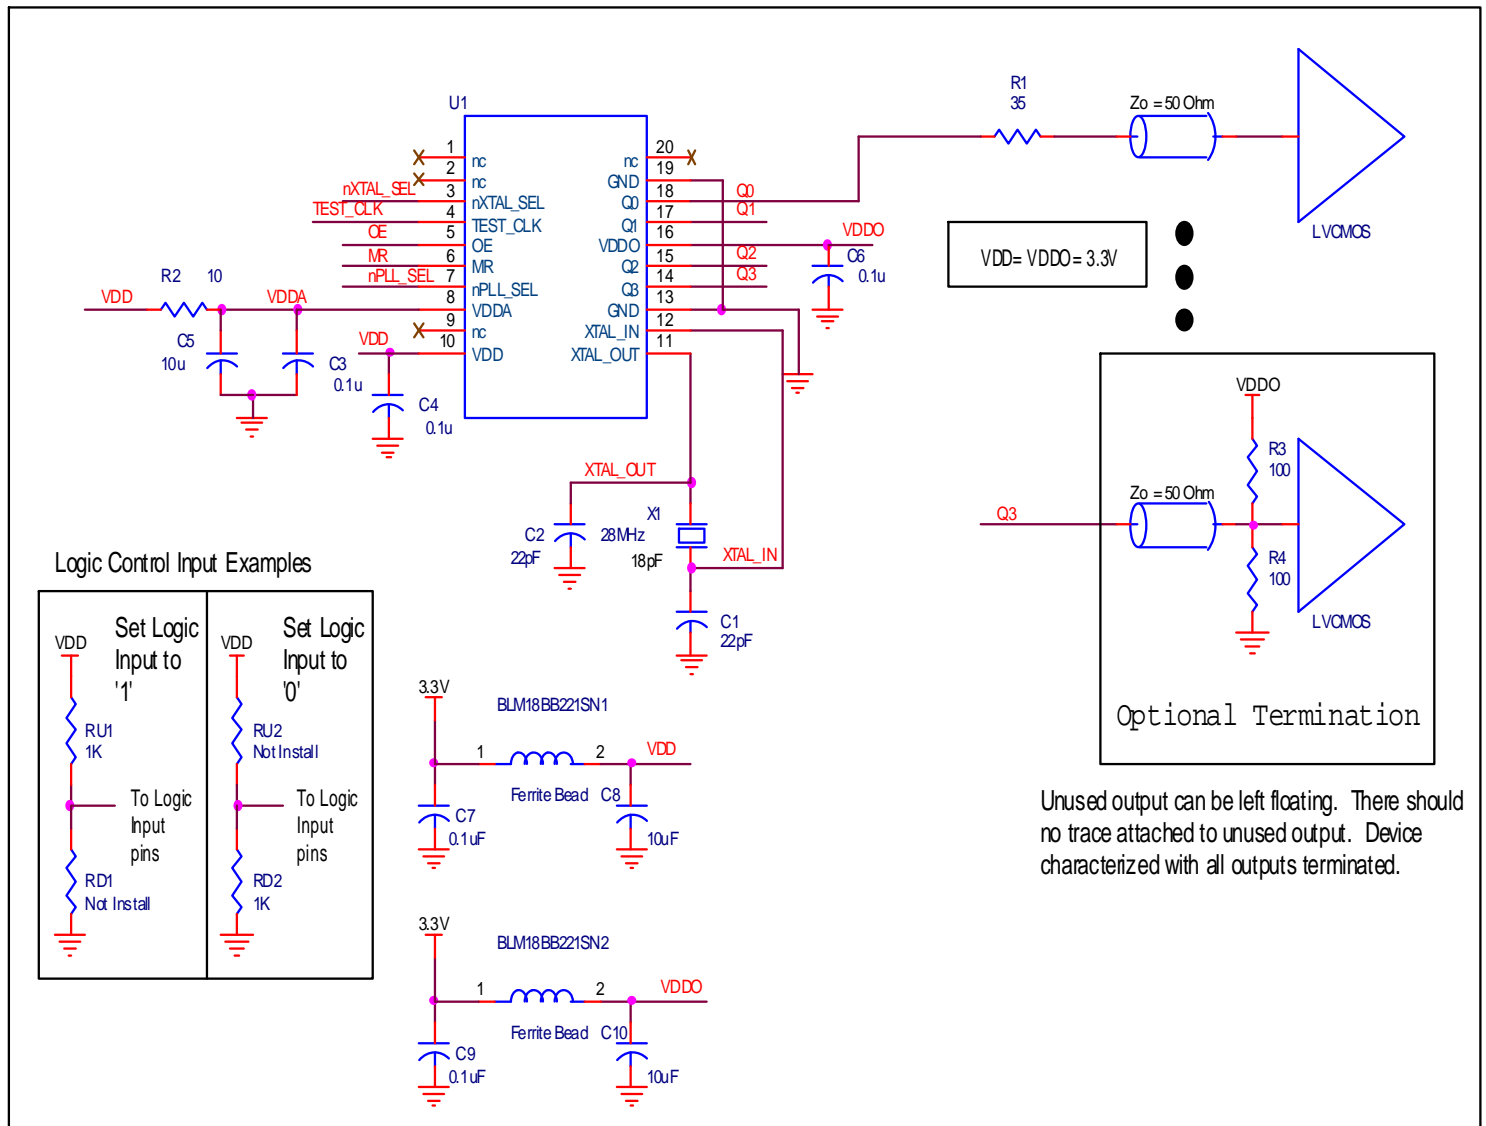 U1
R1
35
Zo = 50 Ohm
LVCMOS
1
nc
2
nc
nXTAL_SEL
3
nXTAL_SEL
TEST_CLK
4
TEST_CLK
OE
5
OE
MR
6
MR
nPLL_SEL
7
nPLL_SEL
8
VDDA
9
nc
10
VDD
20
nc
19
GND
18
Q0
Q0
17
Q1
Q1
16
VDDO
VDDO
15
Q2
Q2
14
Q3
Q3
13
GND
12
XTAL_IN
11
XTAL_OUT
C6
0.1u
VDD= VDDO= 3.3V
R2 10
VDD
VDDA
C5
10u
C3
0.1u
VDD
C4
0.1u
XTAL_OUT
C2
22pF
X1
28MHz
18pF
XTAL_IN
C1
22pF
VDDO
R3
100
Zo = 50 Ohm
Q3
R4
100
LVCMOS
Optional Termination
Unused output can be left floating. There should
no trace attached to unused output. Device
characterized with all outputs terminated.
Logic Control Input Examples
Set Logic
Input to
'1'
VDD
RU1
1K
To Logic
Input
pins
RD1
Not Install
Set Logic
Input to
'0'
VDD
RU2
Not Install
To Logic
Input
pins
RD2
1K
3.3V
BLM18BB221SN1
1
2
VDD
Ferrite Bead
C7
0.1uF
C8
10uF
3.3V
BLM18BB221SN2
1
2
VDDO
Ferrite Bead
C9
0.1uF
C10
10uF